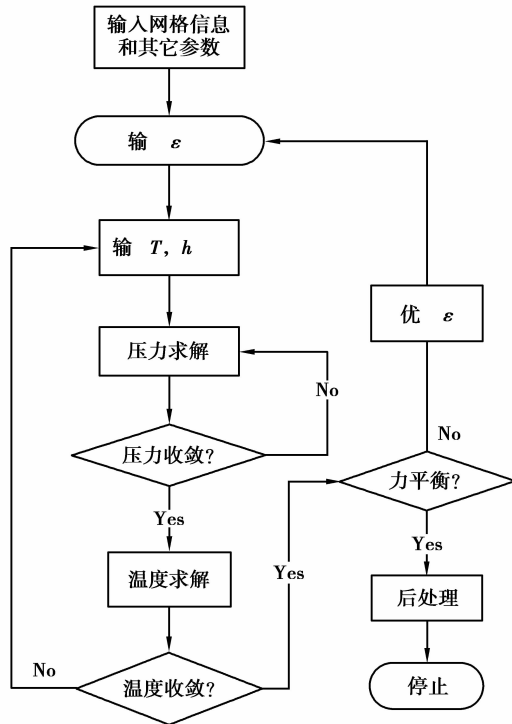 输入网格信息
和其它参数
输 ε
输 T, h
压力求解
No
压力收敛?
Yes
温度求解
温度收敛?
No
Yes
优 ε
No
力平衡?
Yes
后处理
停止